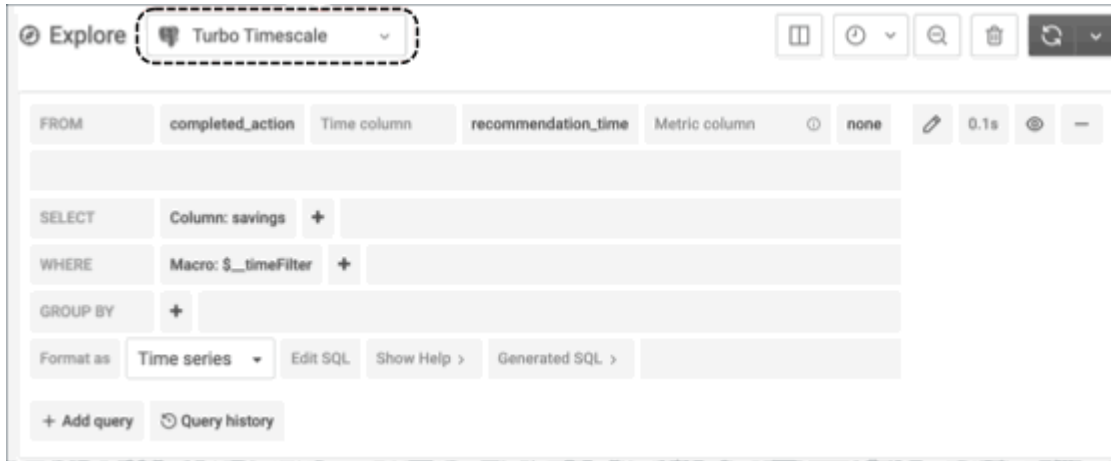 Explore Turbo Timescale
FROM completed_action Time column recommendation_time Metric column none 0.1s
SELECT Column: savings +
WHERE Macro: $__timeFilter +
GROUP BY +
Format as Time series Edit SQL Show Help > Generated SQL >
+ Add query Query history